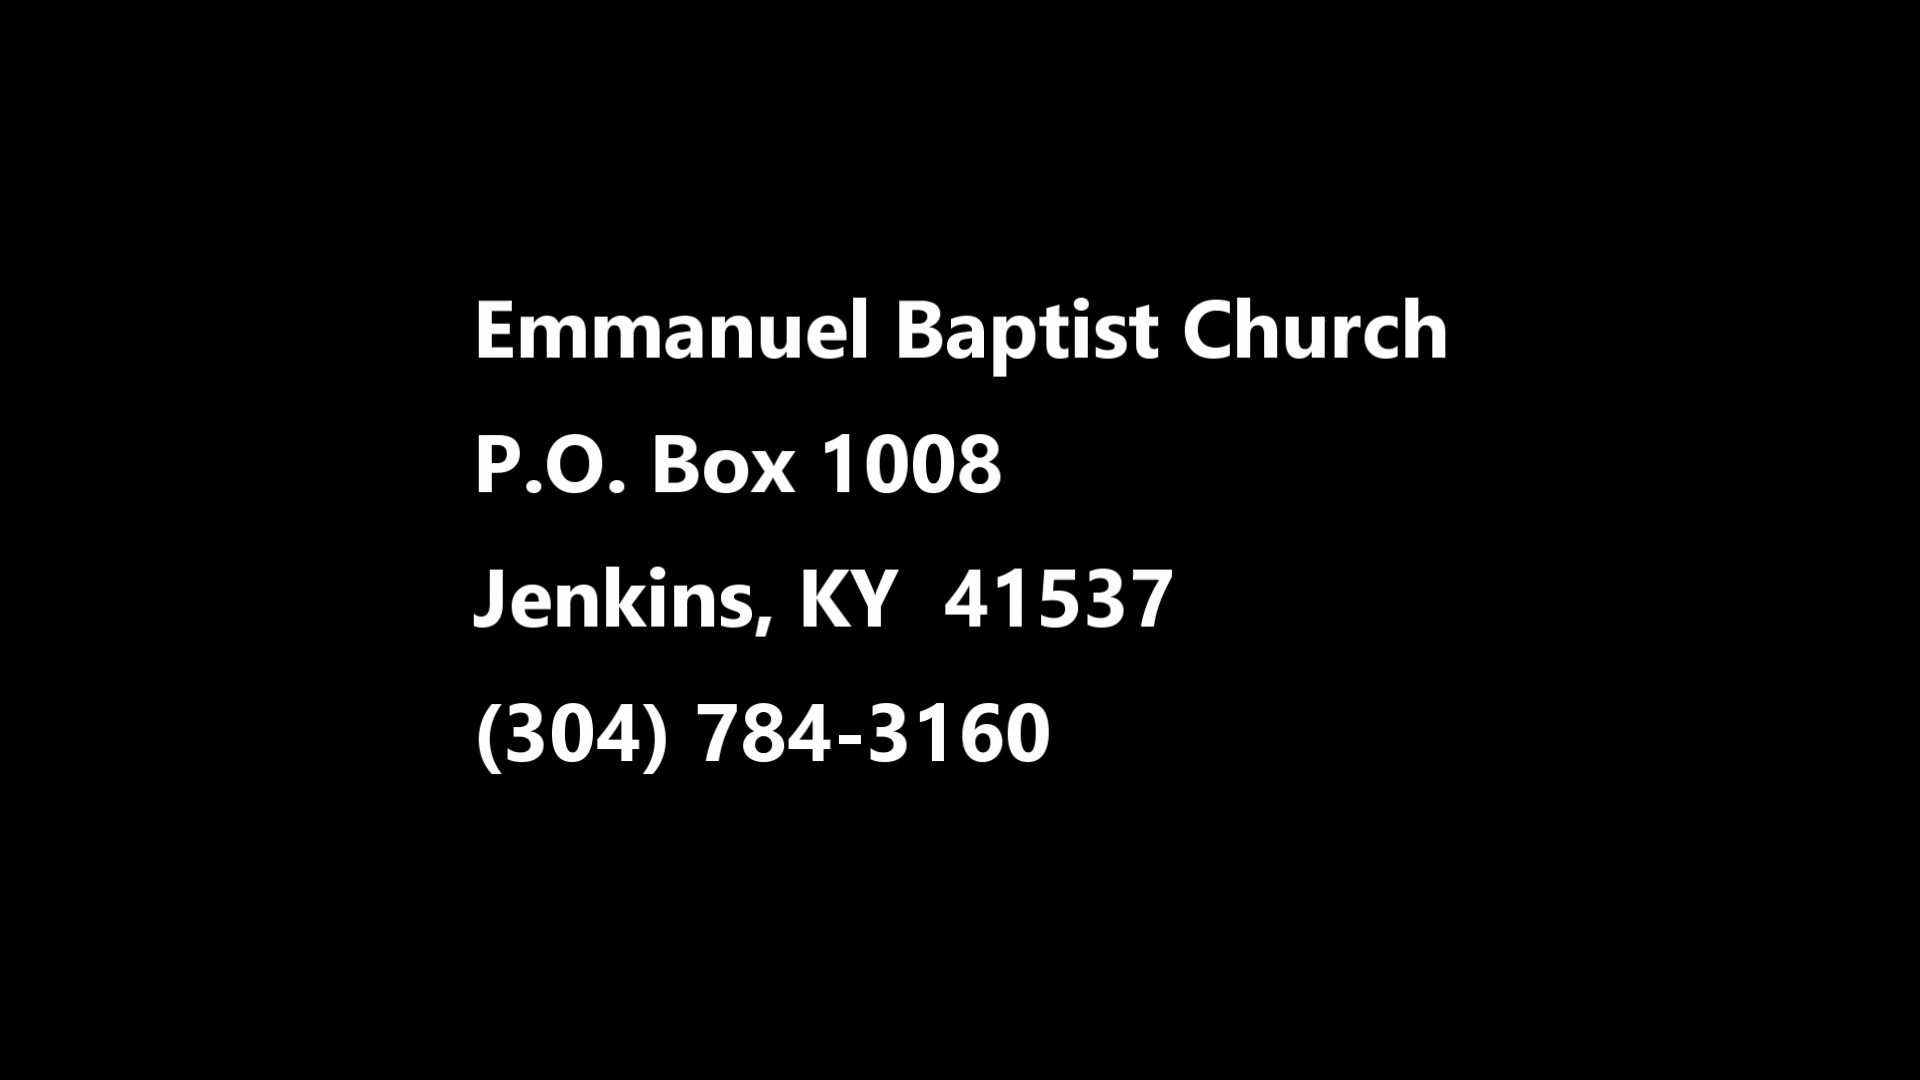 Emmanuel Baptist Church
P.O. Box 1008
Jenkins, KY  41537
(304) 784-3160